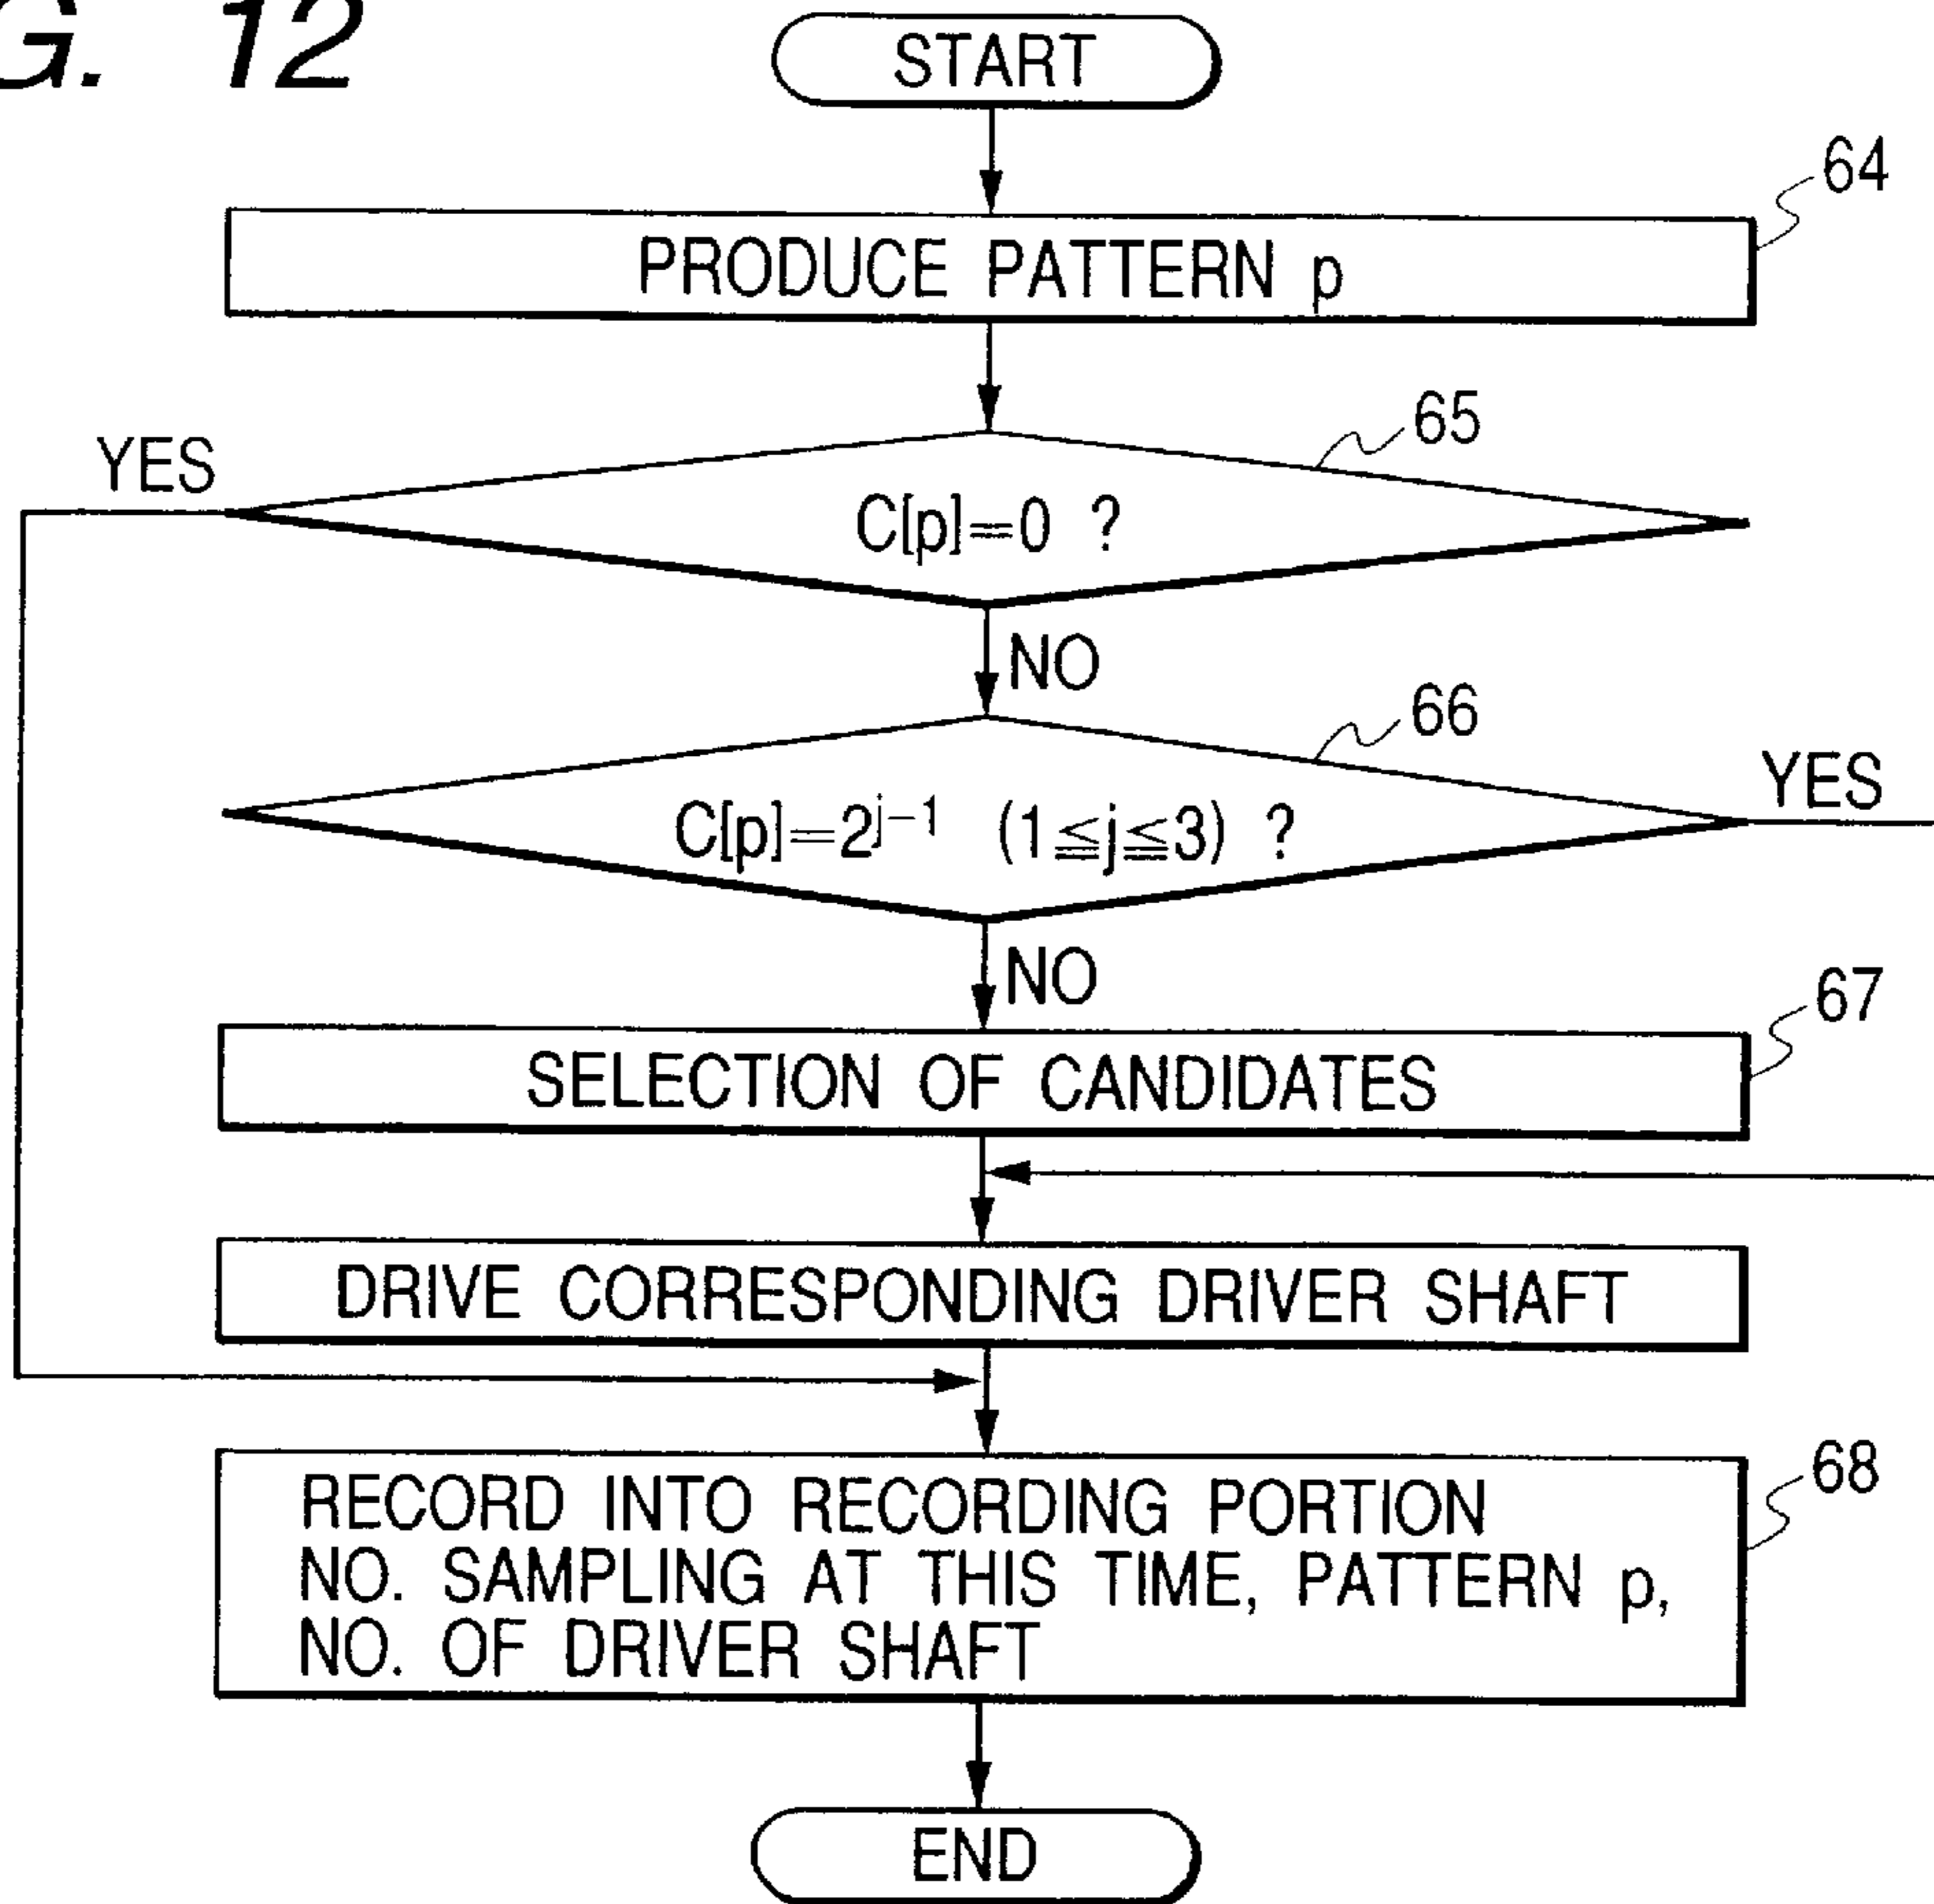 G. 12
START
64
PRODUCE PATTERN p
65
YES
C[p]=0 ?
NO
66
YES
C[p]=2^{j-1} (1≦j≦3) ?
NO
67
SELECTION OF CANDIDATES
DRIVE CORRESPONDING DRIVER SHAFT
68
RECORD INTO RECORDING PORTION
NO. SAMPLING AT THIS TIME, PATTERN p,
NO. OF DRIVER SHAFT
END